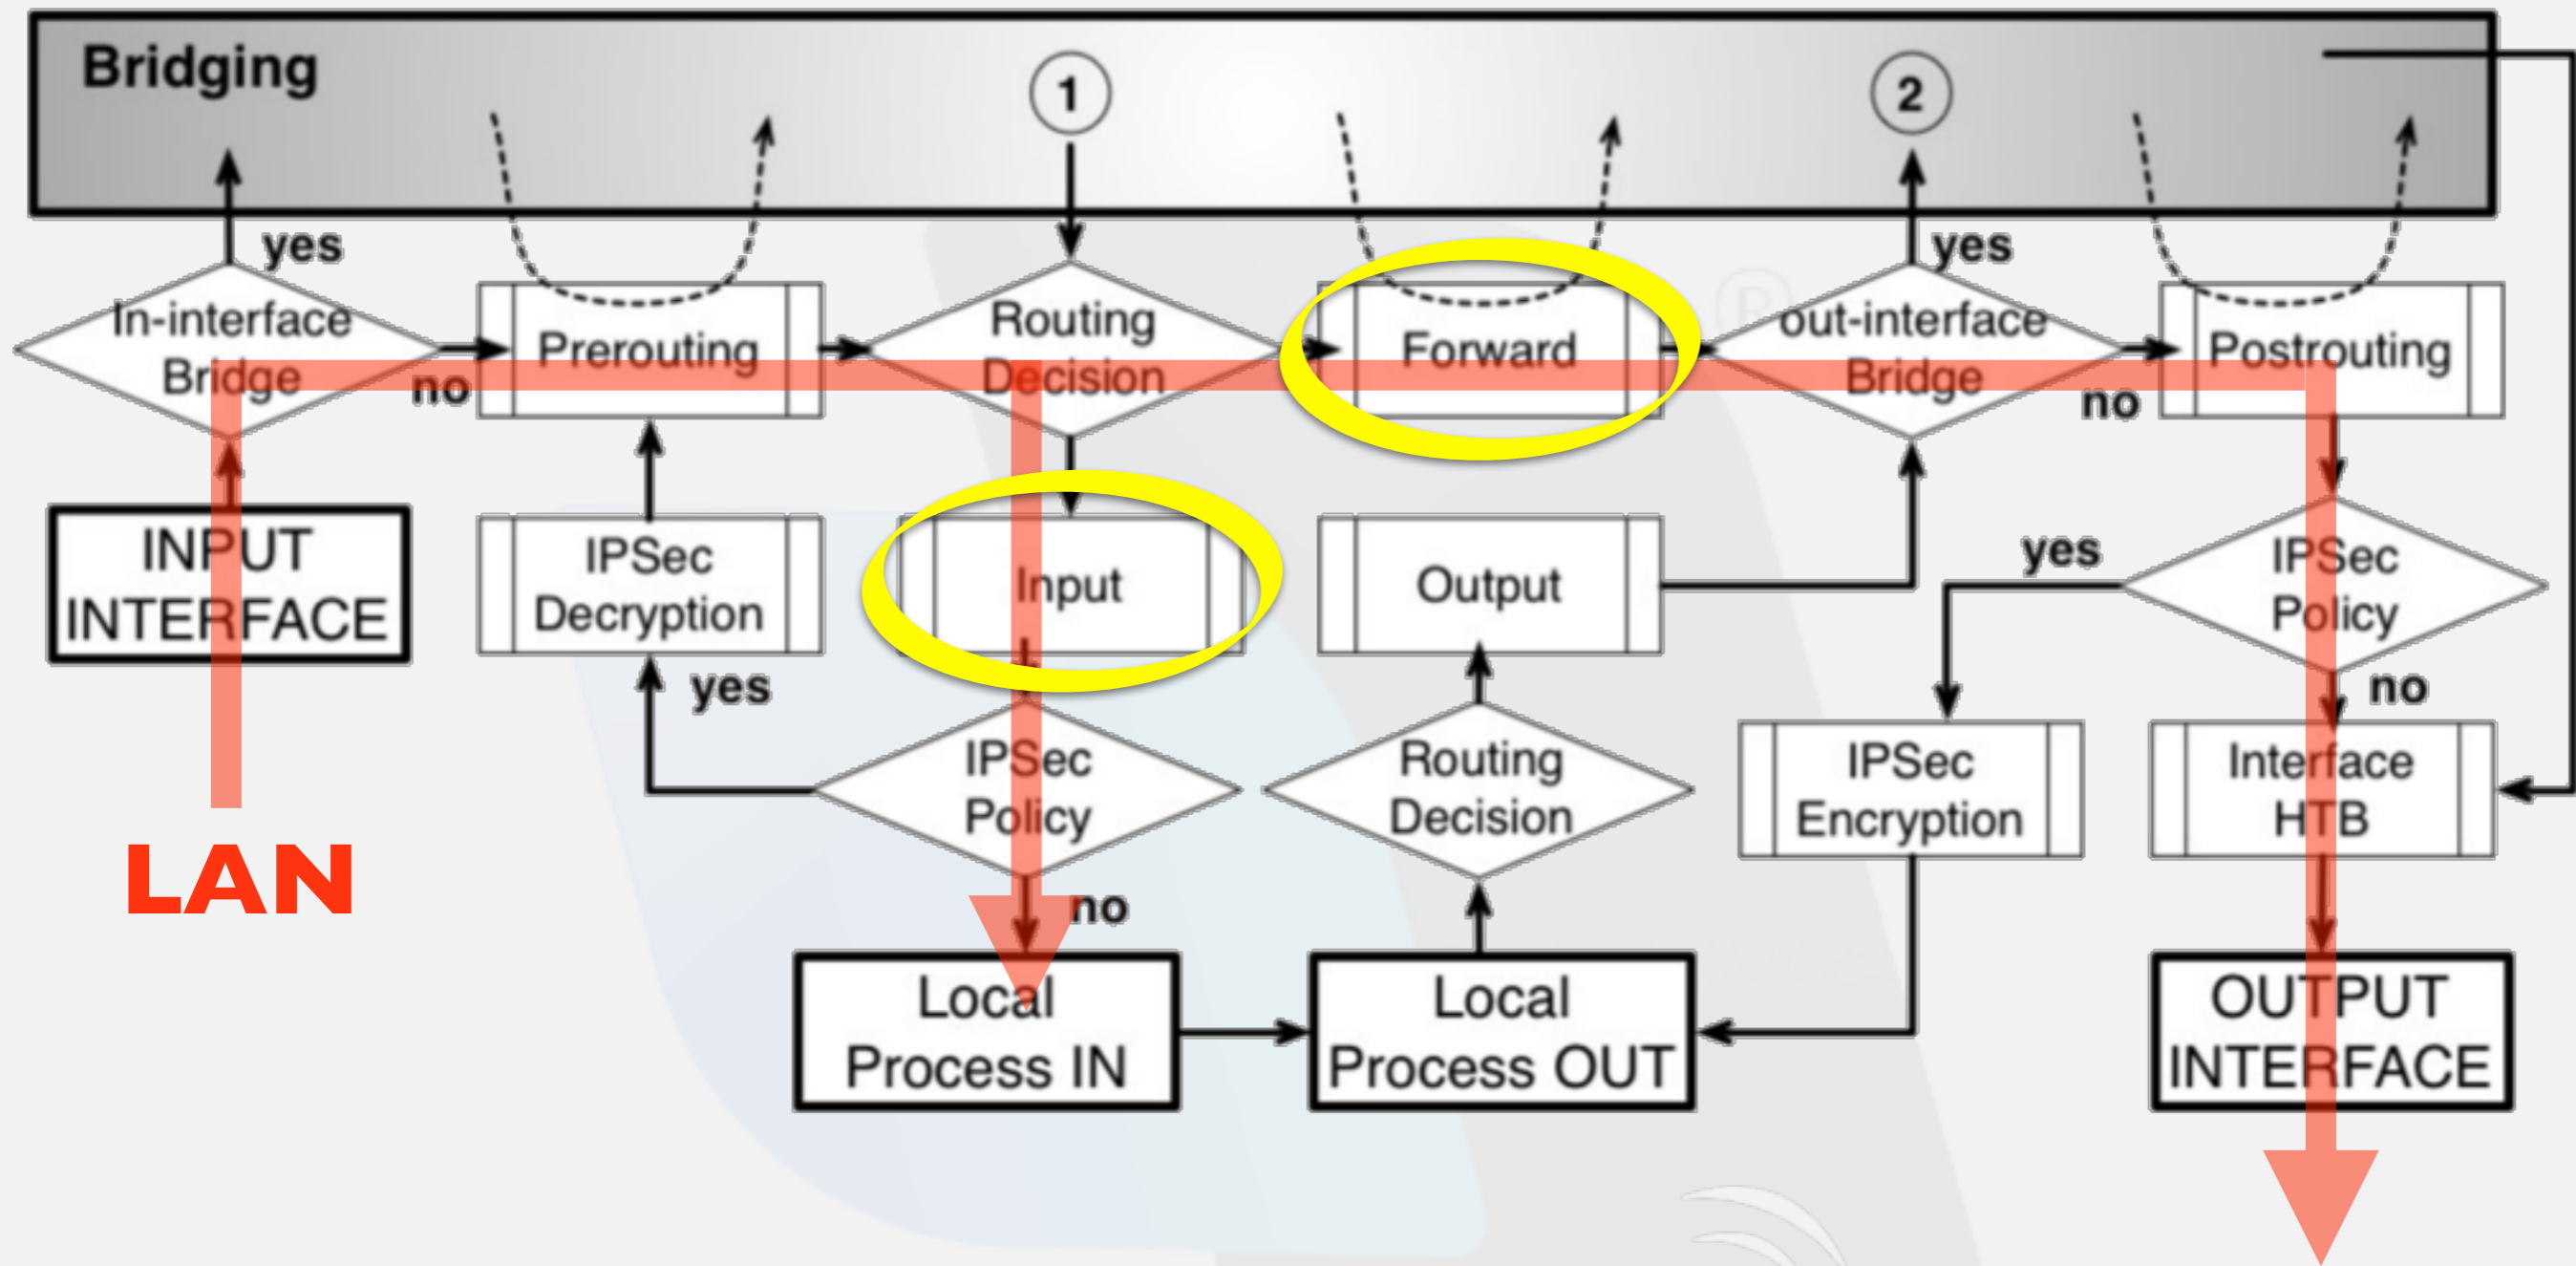 Bridging
1
2
yes
yes
In-interface
Bridge
no
Prerouting
Routing
Decision
Forward
®
out-interface
Bridge
no
Postrouting
INPUT
INTERFACE
IPSec
Decryption
yes
Input
Output
yes
IPSec
Policy
no
LAN
IPSec
Policy
no
Routing
Decision
IPSec
Encryption
Interface
HTB
Local
Process IN
Local
Process OUT
OUTPUT
INTERFACE